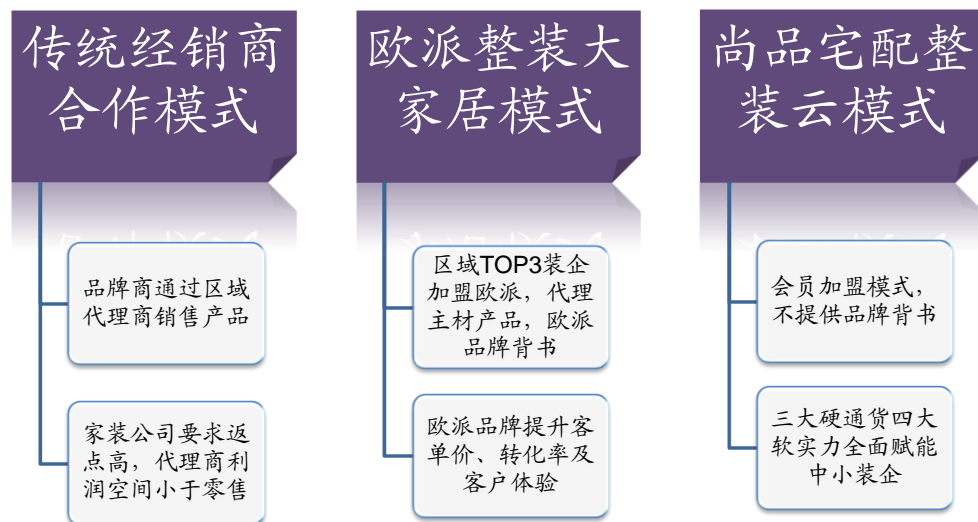 传统经销商
合作模式
品牌商通过区域
代理商销售产品
家装公司要求返
点高，代理商利
润空间小于零售
欧派整装大
家居模式
区域TOP3装企
加盟欧派，代理
主材产品，欧派
品牌背书
欧派品牌提升客
单价、转化率及
客户体验
尚品宅配整
装云模式
会员加盟模式，
不提供品牌背书
三大硬通货四大
软实力全面赋能
中小装企